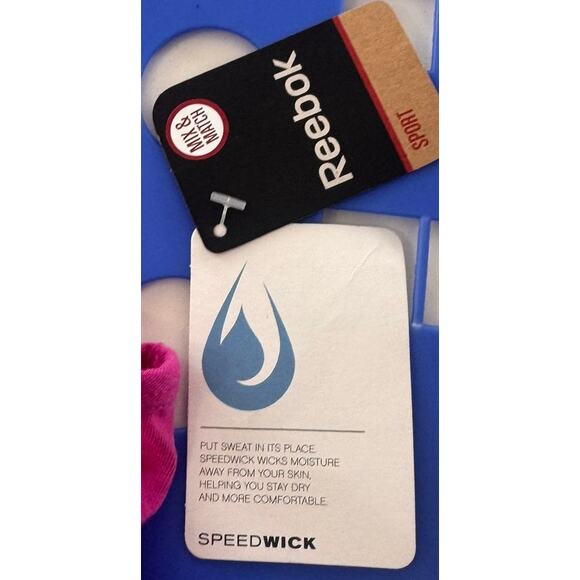 Reebok
SPORT
MIX &
MATCH
PUT SWEAT IN ITS PLACE.
SPEEDWICK WICKS MOISTURE
AWAY FROM YOUR SKIN,
HELPING YOU STAY DRY
AND MORE COMFORTABLE.
SPEEDWICK